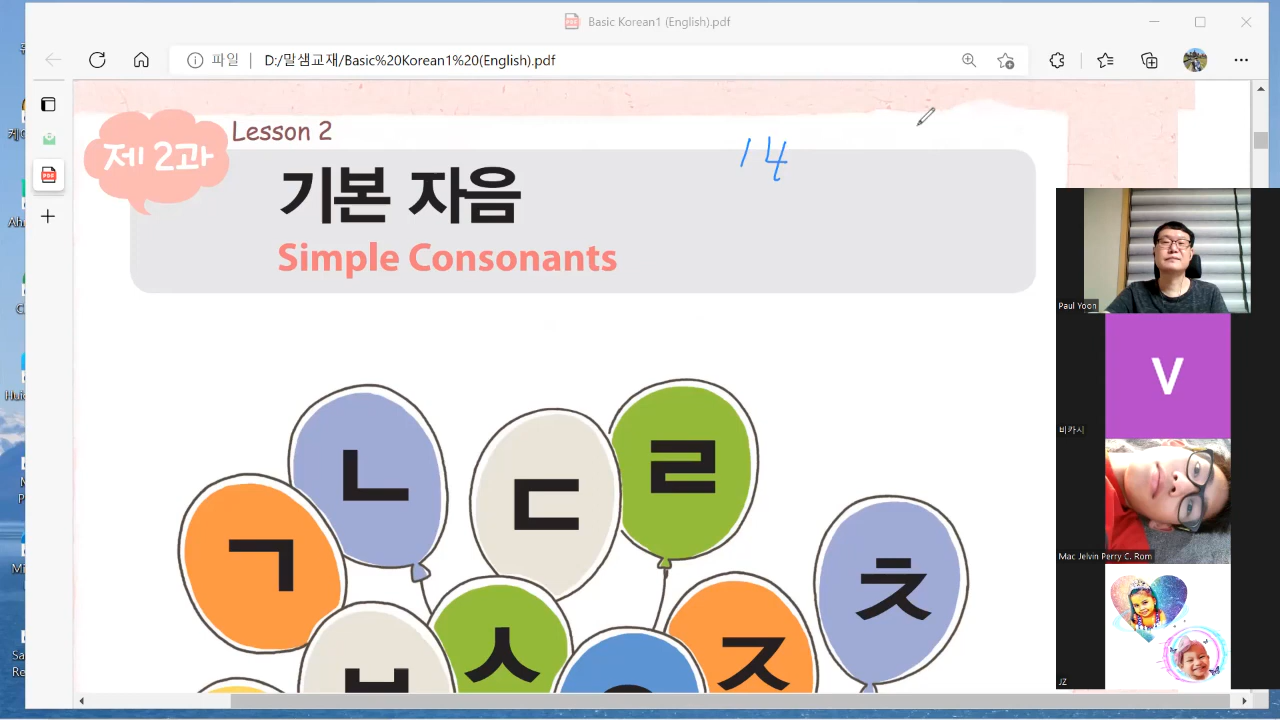 Basic Korean1 (English).pdf
파일
D:/말샘교재/Basic%20Korean1%20(English).pdf
제 2과
Lesson 2
14
기본 자음
Simple Consonants
ㄴ
ㄷ
ㄹ
ㄱ
ㅊ
ㅂ
ㅅ
ㅈ
Paul Yoon
V
비카시
Mac Jelvin Perry C. Rom
JZ
PDF